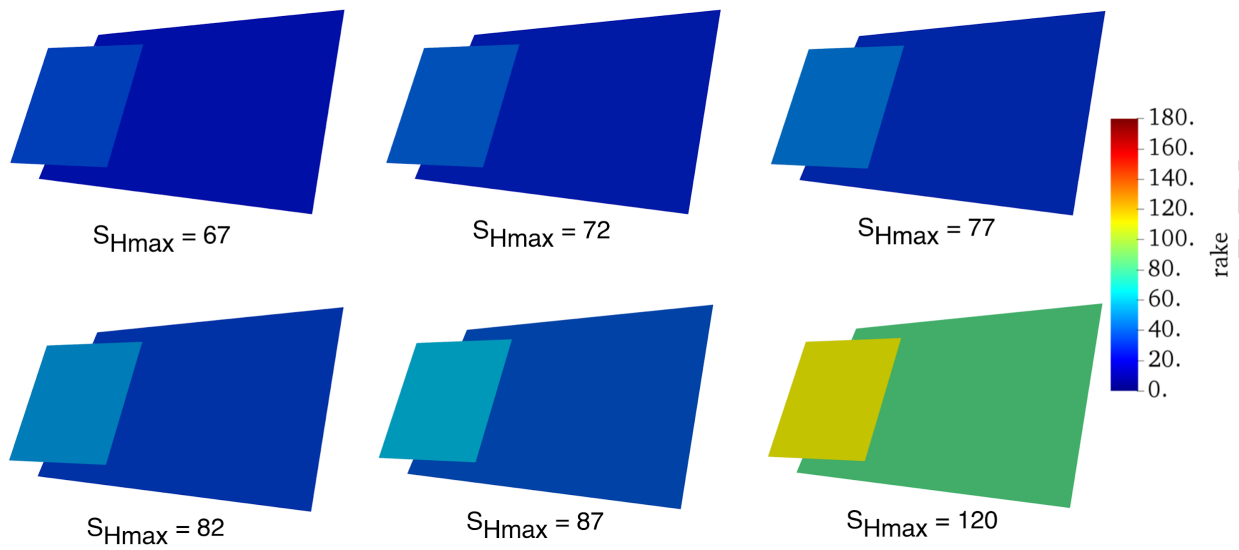 S_Hmax = 67
S_Hmax = 72
S_Hmax = 77
180.
160.
140.
120.
100.
80.
60.
40.
20.
0.
rake
S_Hmax = 82
S_Hmax = 87
S_Hmax = 120